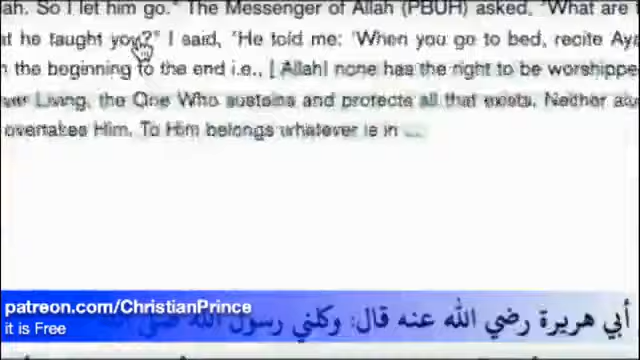 ah. So I let him go." The Messenger of Allah (PBUH) asked, "What are
at he taught you?" I said, "He told me: 'When you go to bed, recite Aya
n the beginning to the end i.e., [ Allah! none has the right to be worshippe
ver Living, the One Who sustains and protects all that exists. Neither
overtakes Him. To Him belongs whatever is in ...
patreon.com/ChristianPrince
it is Free
أبي هريرة رضي الله عنه قال: وكلني رسول الله صلى الله